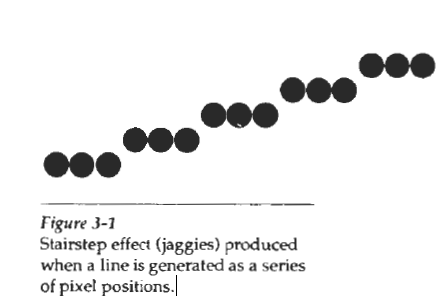 Figure 3-1
Stairstep effect (jaggies) produced
when a line is generated as a series
of pixel positions.